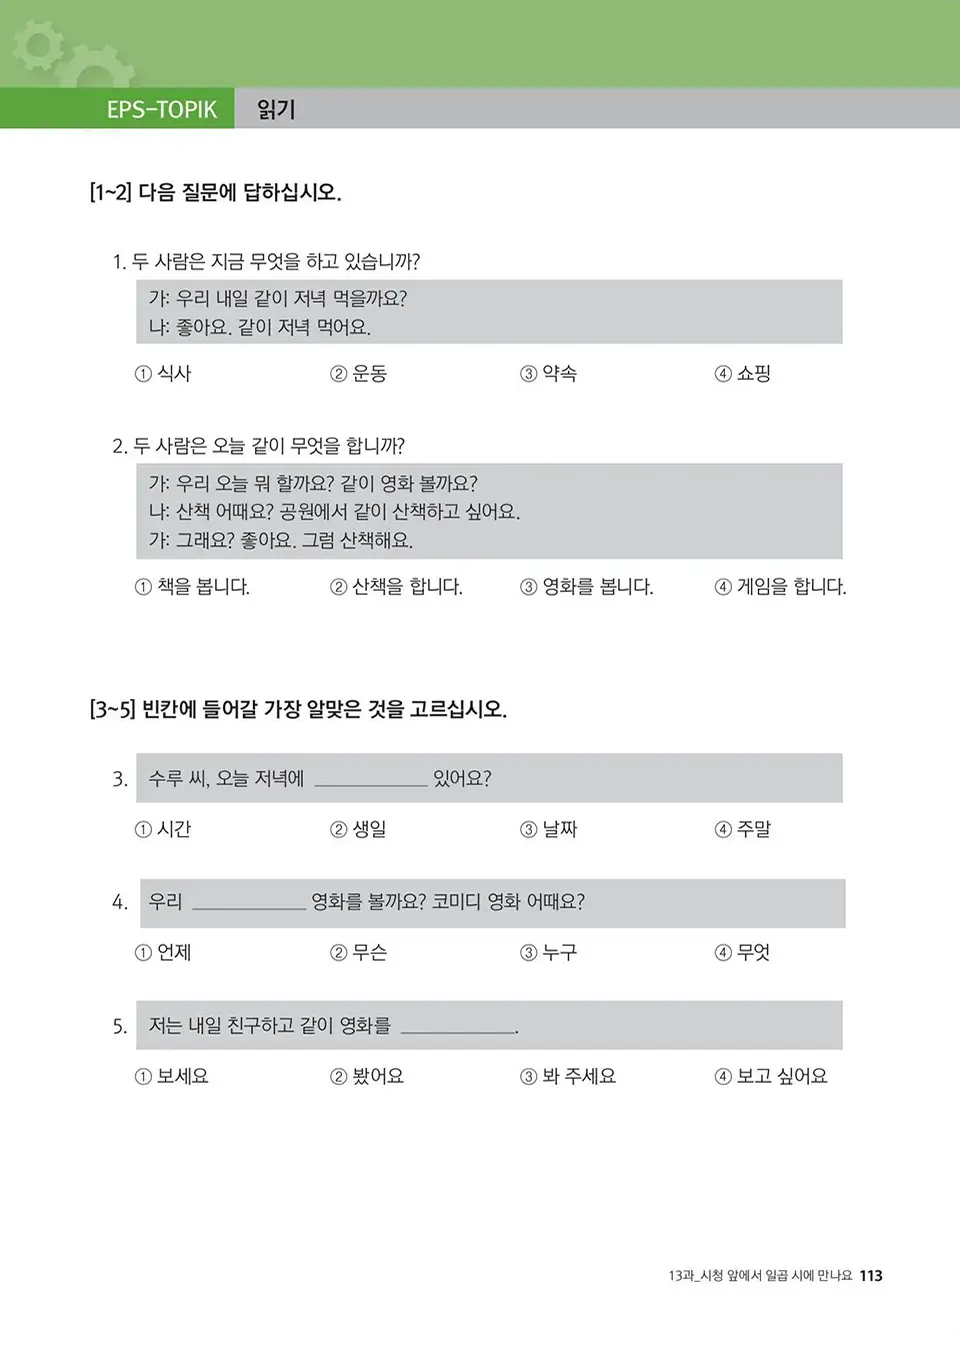 EPS-TOPIK 읽기
[1~2] 다음 질문에 답하십시오.
1. 두 사람은 지금 무엇을 하고 있습니까?
가: 우리 내일 같이 저녁 먹을까요?
나: 좋아요. 같이 저녁 먹어요.
① 식사 ② 운동 ③ 약속 ④ 쇼핑
2. 두 사람은 오늘 같이 무엇을 합니까?
가: 우리 오늘 뭐 할까요? 같이 영화 볼까요?
나: 산책 어때요? 공원에서 같이 산책하고 싶어요.
가: 그래요? 좋아요. 그럼 산책해요.
① 책을 봅니다. ② 산책을 합니다. ③ 영화를 봅니다. ④ 게임을 합니다.
[3~5] 빈칸에 들어갈 가장 알맞은 것을 고르십시오.
3. 수루 씨, 오늘 저녁에 ____________ 있어요?
① 시간 ② 생일 ③ 날짜 ④ 주말
4. 우리 ____________ 영화를 볼까요? 코미디 영화 어때요?
① 언제 ② 무슨 ③ 누구 ④ 무엇
5. 저는 내일 친구하고 같이 영화를 ____________.
① 보세요 ② 봤어요 ③ 봐 주세요 ④ 보고 싶어요
13과_시청 앞에서 일곱 시에 만나요 113